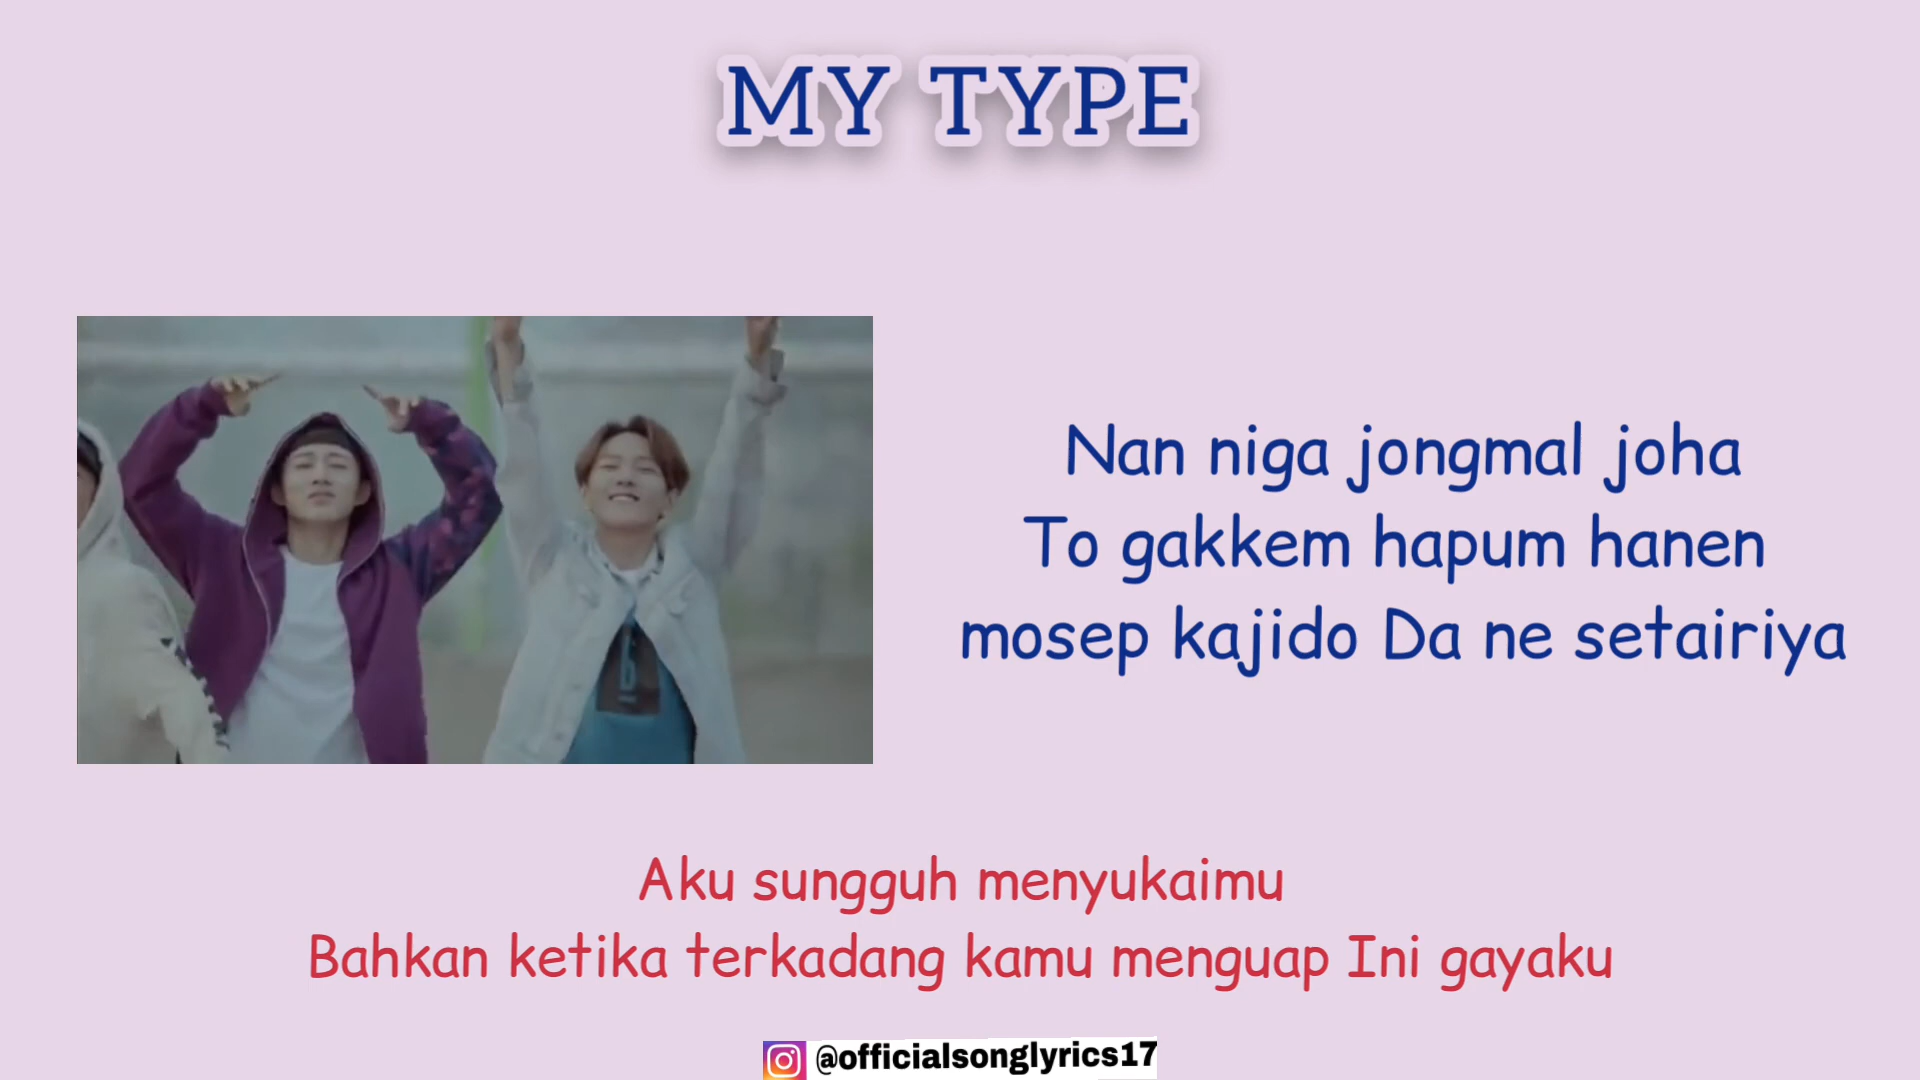 MY TYPE
Nan niga jongmal joha
To gakkem hapum hanen
mosep kajido Da ne setairiya
Aku sungguh menyukaimu
Bahkan ketika terkadang kamu menguap Ini gayaku
@officialsonglyrics17